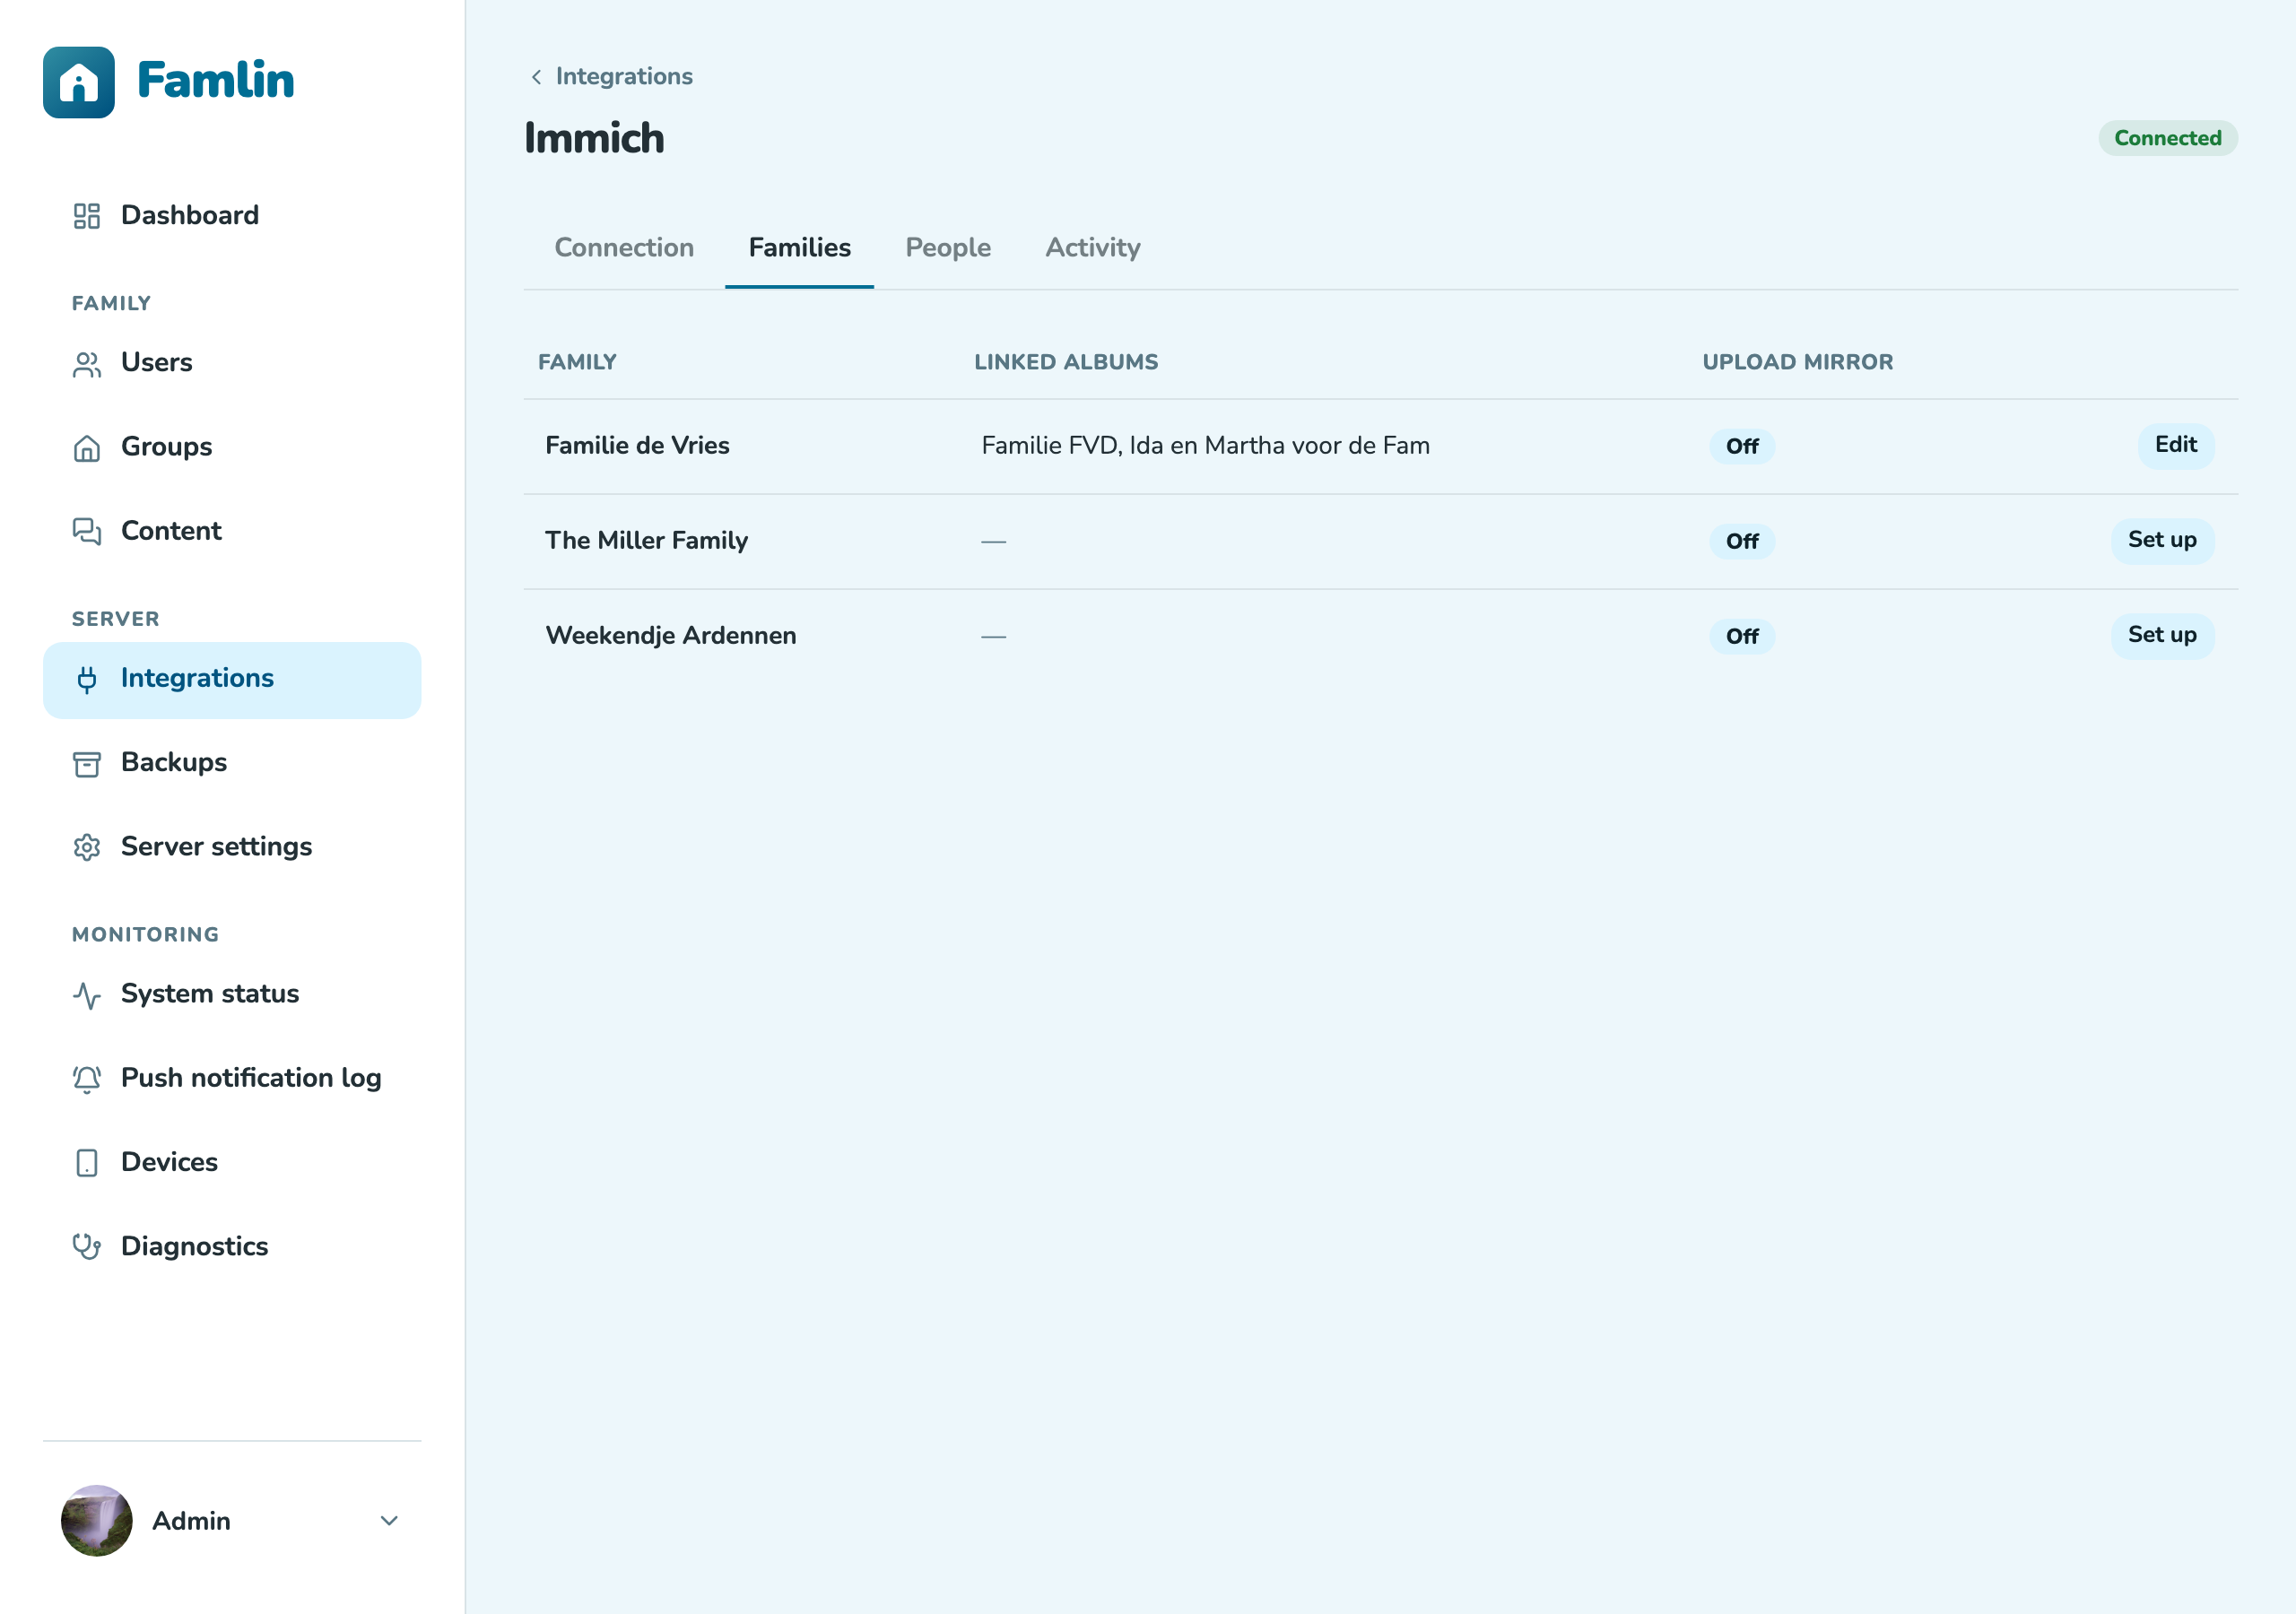 Famlin
Dashboard
FAMILY
Users
Groups
Content
SERVER
Integrations
Backups
Server settings
MONITORING
System status
Push notification log
Devices
Diagnostics
Admin
Integrations
Immich
Connected
Connection Families People Activity
FAMILY LINKED ALBUMS UPLOAD MIRROR
Familie de Vries Familie FVD, Ida en Martha voor de Fam Off Edit
The Miller Family — Off Set up
Weekendje Ardennen — Off Set up